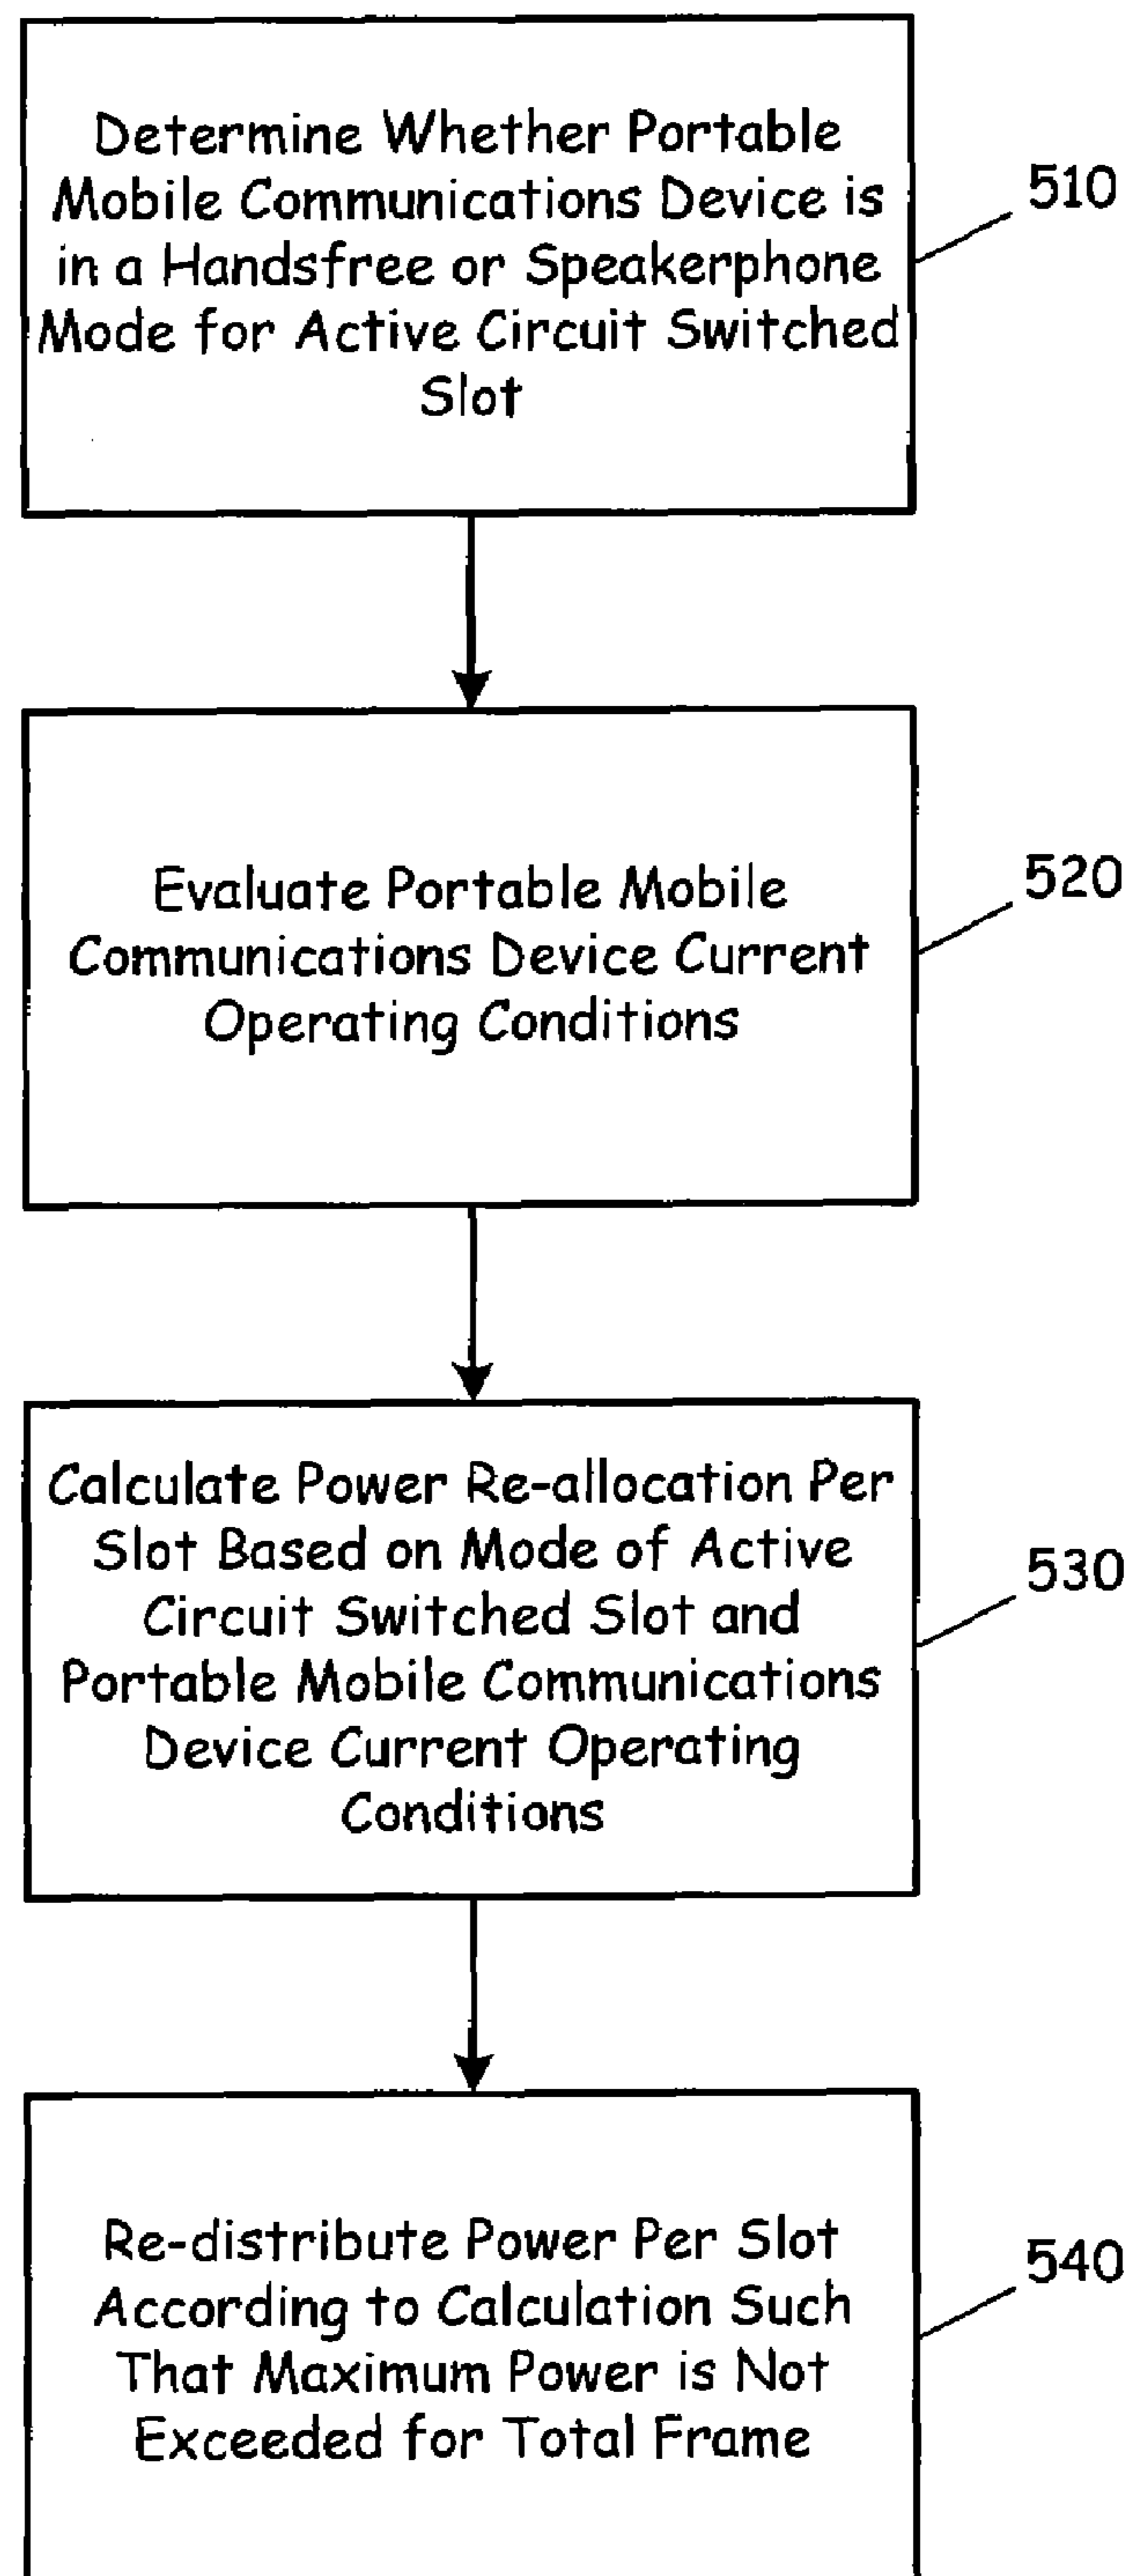 Determine Whether Portable
Mobile Communications Device is
in a Handsfree or Speakerphone
Mode for Active Circuit Switched
Slot
510
Evaluate Portable Mobile
Communications Device Current
Operating Conditions
520
Calculate Power Re-allocation Per
Slot Based on Mode of Active
Circuit Switched Slot and
Portable Mobile Communications
Device Current Operating
Conditions
530
Re-distribute Power Per Slot
According to Calculation Such
That Maximum Power is Not
Exceeded for Total Frame
540